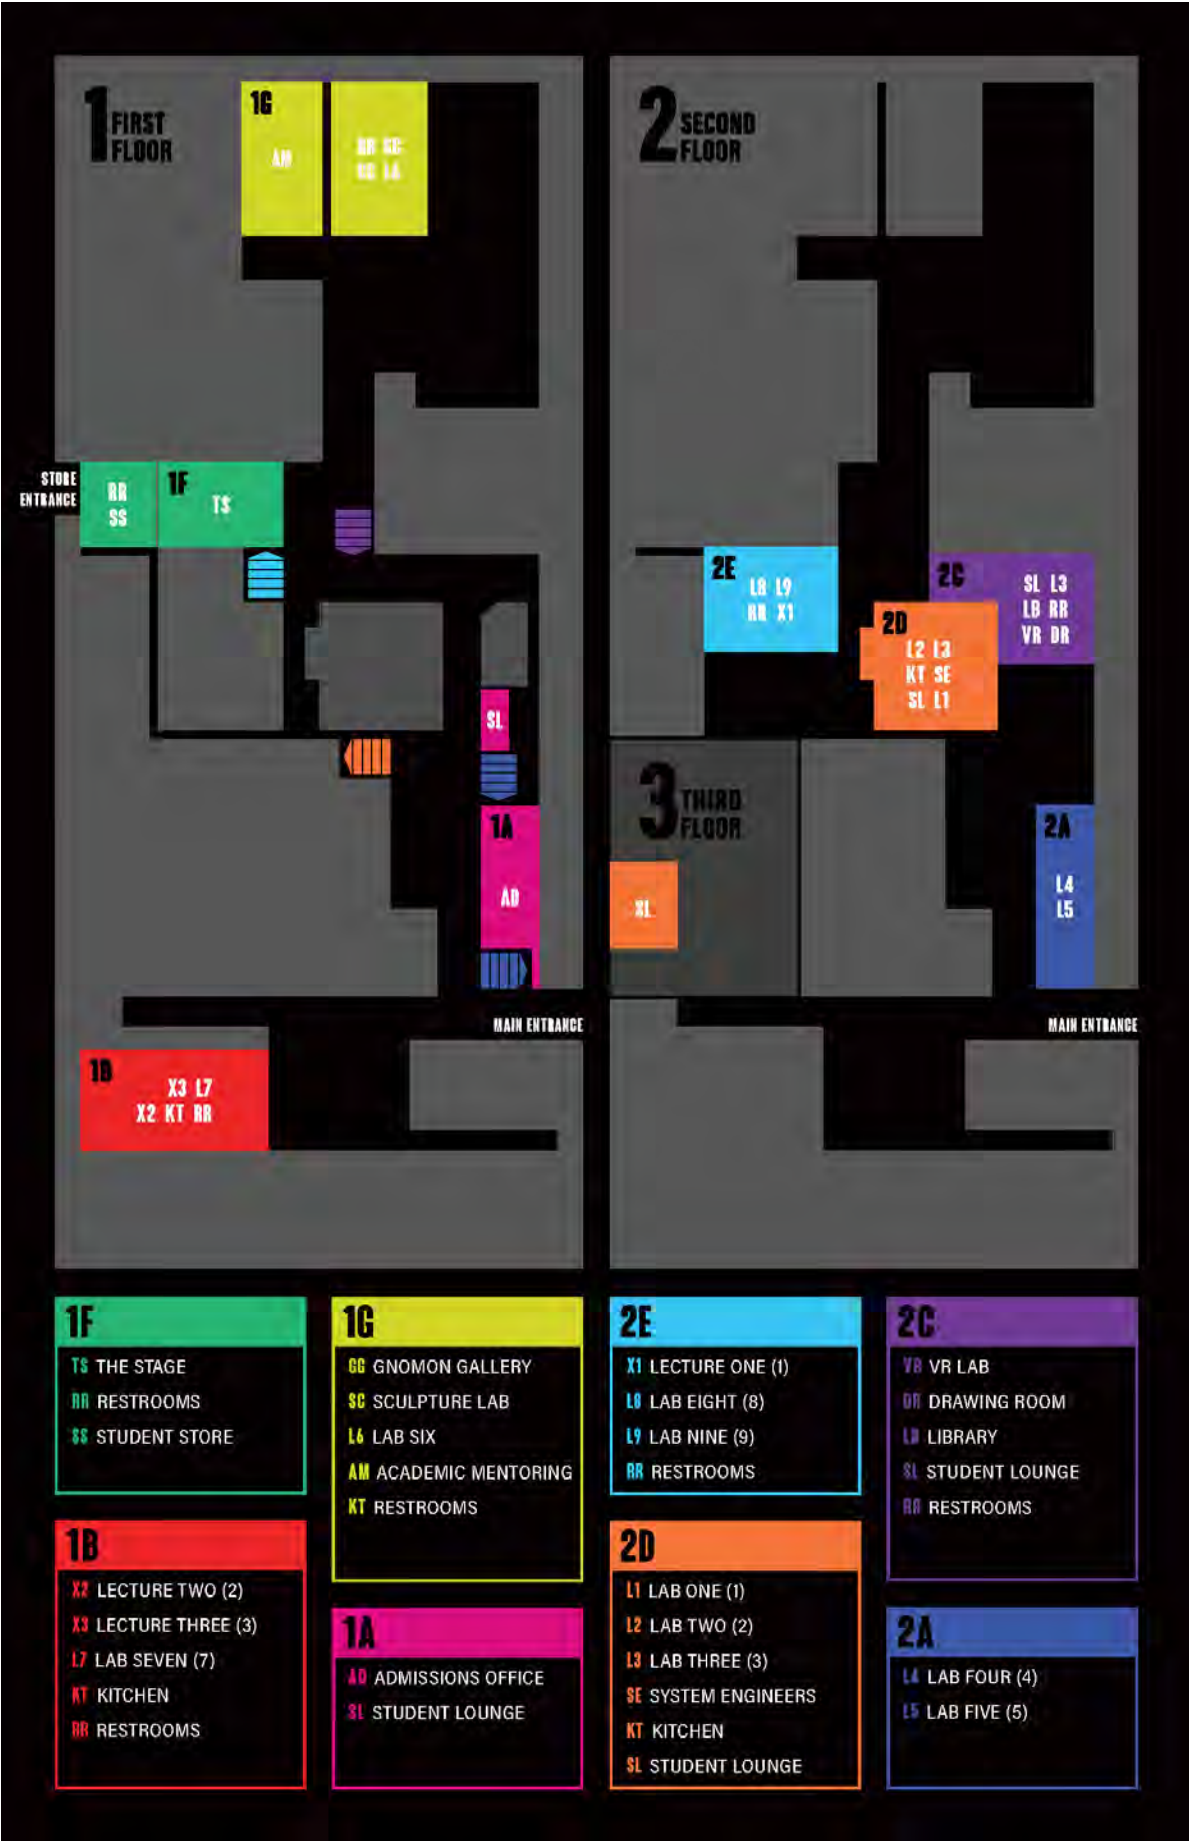 1 FIRST
FLOOR
1G
AM
RR SC
GG L6
STORE
ENTRANCE
RR
SS
1F
TS
SL
1A
AD
MAIN ENTRANCE
1B
X3 L7
X2 KT RR
2 SECOND
FLOOR
2E
L8 L9
RR X1
2C
SL L3
LB RR
VR DR
2D
L2 L3
KT SE
SL L1
3 THIRD
FLOOR
SL
2A
L4
L5
MAIN ENTRANCE
1F
TS THE STAGE
RR RESTROOMS
SS STUDENT STORE
1B
X2 LECTURE TWO (2)
X3 LECTURE THREE (3)
L7 LAB SEVEN (7)
KT KITCHEN
RR RESTROOMS
1G
GG GNOMON GALLERY
SC SCULPTURE LAB
L6 LAB SIX
AM ACADEMIC MENTORING
KT RESTROOMS
1A
AD ADMISSIONS OFFICE
SL STUDENT LOUNGE
2E
X1 LECTURE ONE (1)
L8 LAB EIGHT (8)
L9 LAB NINE (9)
RR RESTROOMS
2D
L1 LAB ONE (1)
L2 LAB TWO (2)
L3 LAB THREE (3)
SE SYSTEM ENGINEERS
KT KITCHEN
SL STUDENT LOUNGE
2C
VR VR LAB
DR DRAWING ROOM
LB LIBRARY
SL STUDENT LOUNGE
RR RESTROOMS
2A
L4 LAB FOUR (4)
L5 LAB FIVE (5)